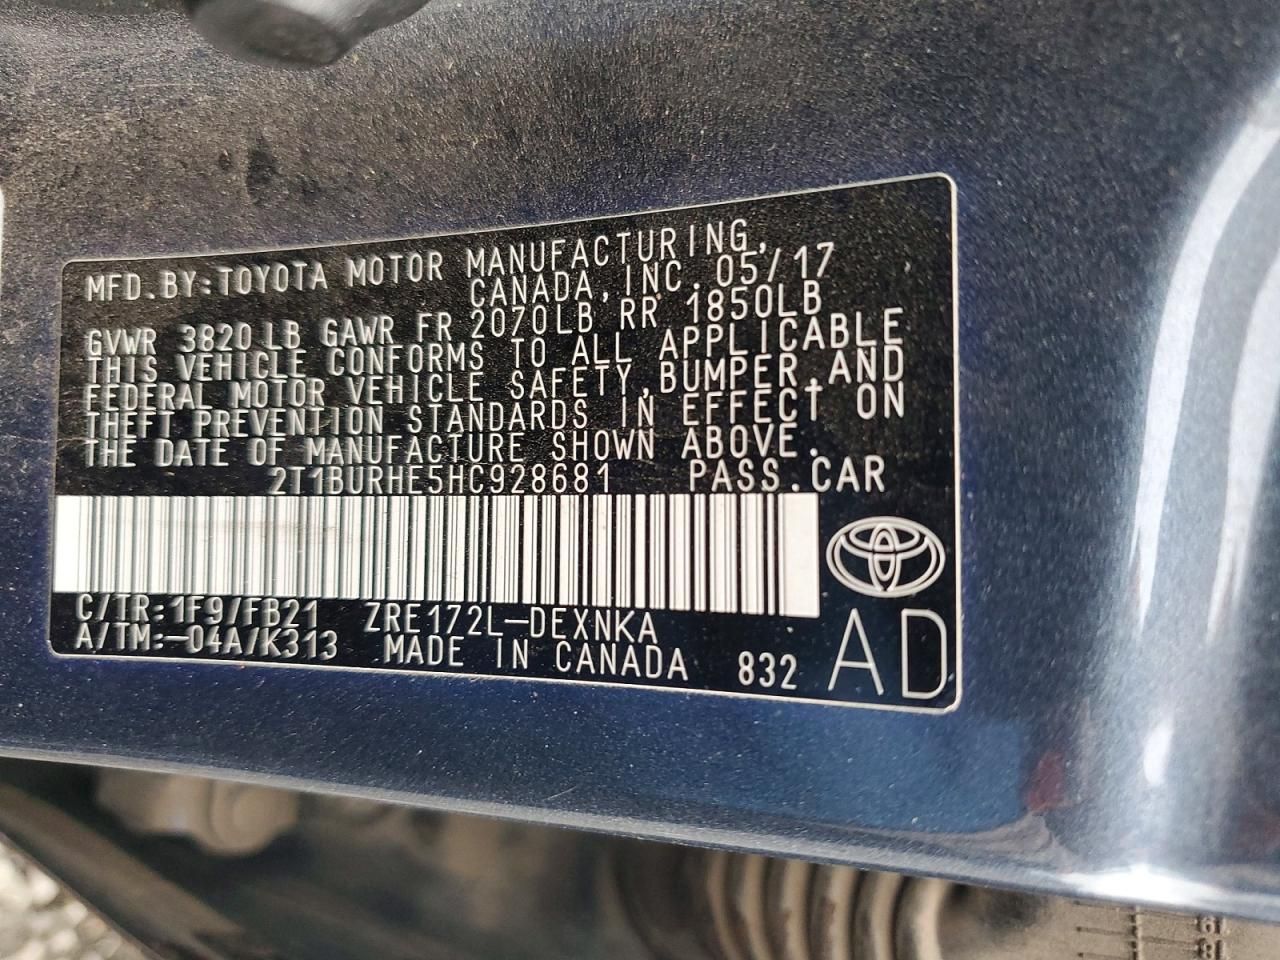 MFD.BY:TOYOTA MOTOR MANUFACTURING,
CANADA, INC. 05/17
GVWR 3820 LB GAWR FR 2070LB RR 1850LB
THIS VEHICLE CONFORMS TO ALL APPLICABLE
FEDERAL MOTOR VEHICLE SAFETY,BUMPER,AND
THEFT PREVENTION STANDARDS IN EFFECT ON
THE DATE OF MANUFACTURE SHOWN ABOVE.
2T1BURHE5HC928681 PASS.CAR
C/TR:1F9/FB21 ZRE172L-DEXNKA
A/TM:-04A/K313 MADE IN CANADA 832 AD